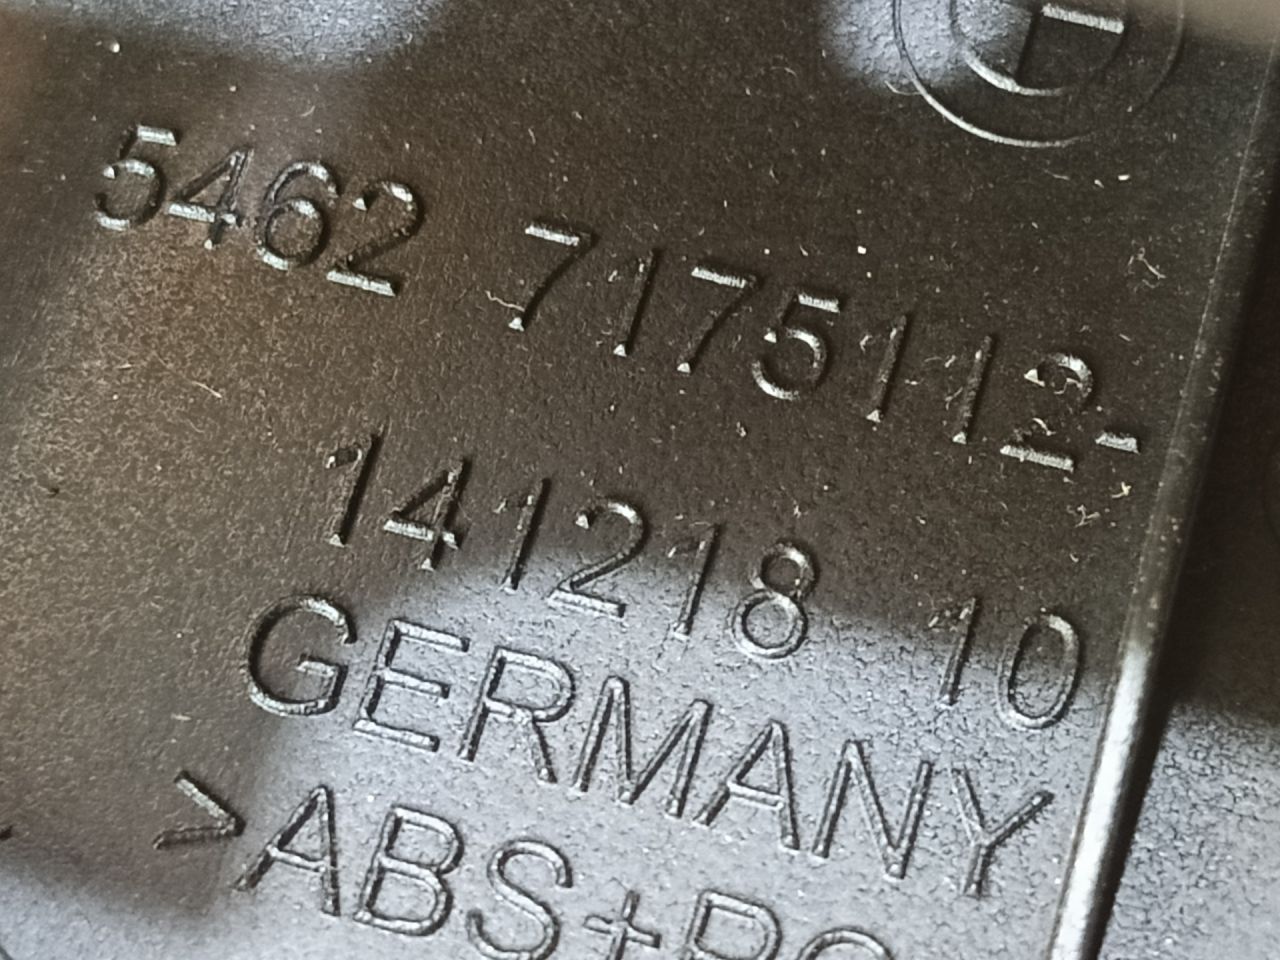 5462 7175112-
141218 10
GERMANY
>ABS+PC